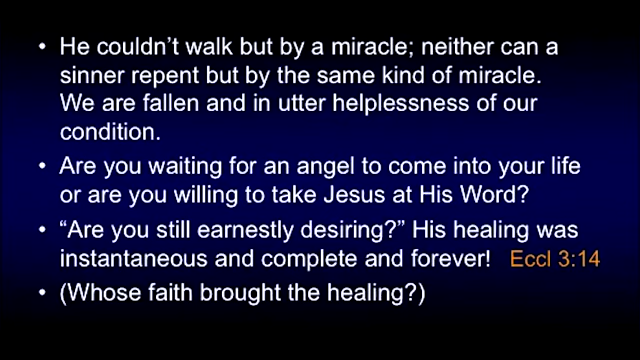 • He couldn't walk but by a miracle; neither can a
sinner repent but by the same kind of miracle.
We are fallen and in utter helplessness of our
condition.
• Are you waiting for an angel to come into your life
or are you willing to take Jesus at His Word?
• “Are you still earnestly desiring?” His healing was
instantaneous and complete and forever! Eccl 3:14
• (Whose faith brought the healing?)